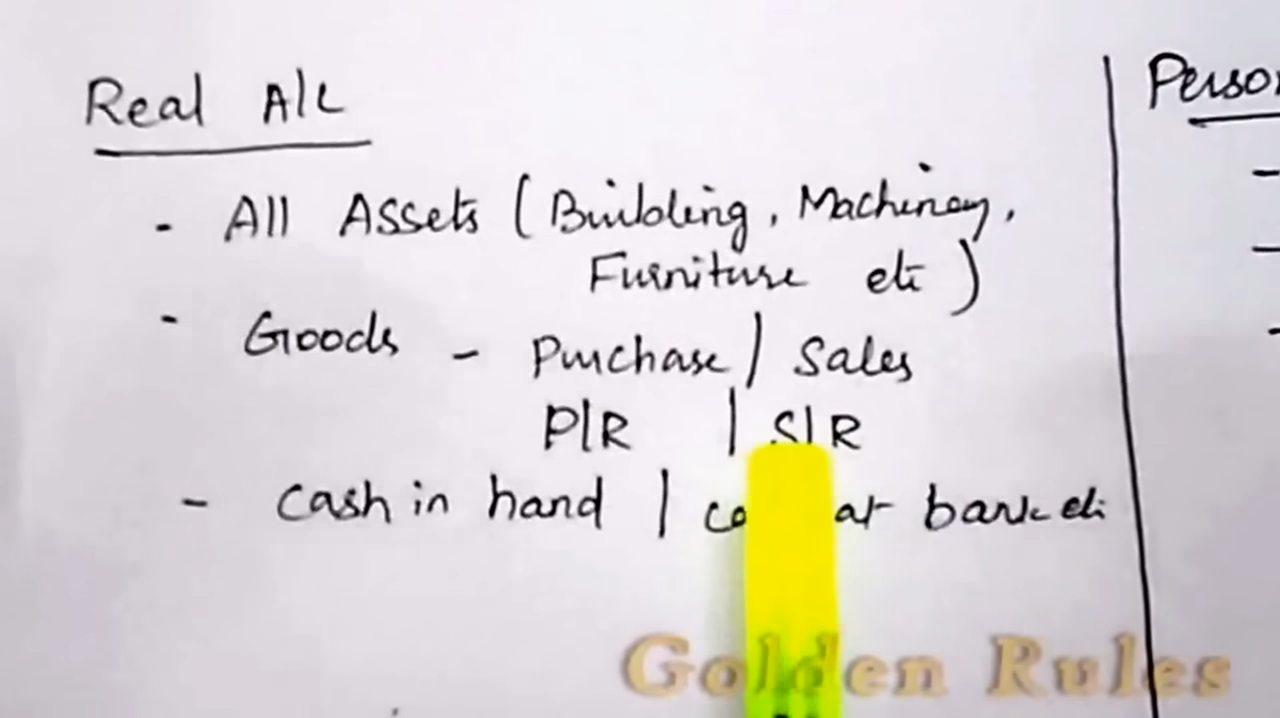 Real A/c
- All Assets (Building, Machinery,
Furniture etc)
- Goods - Purchase / Sales
P/R / S/R
- Cash in hand / at bank etc
Golden Rules